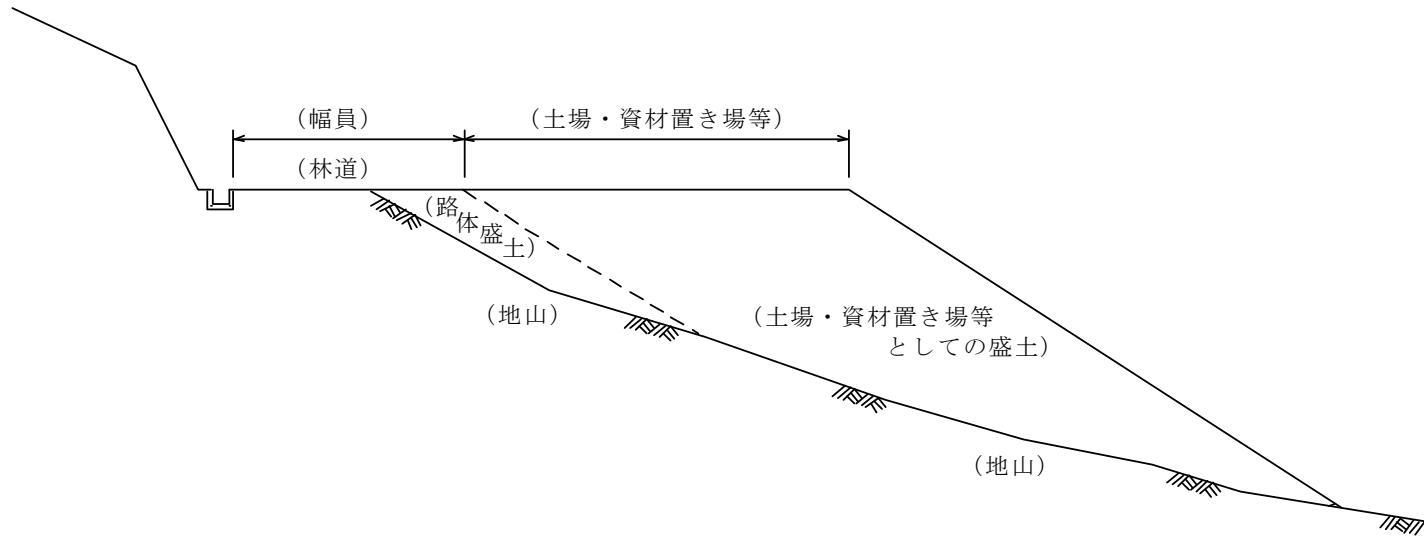 （幅員）
（土場・資材置き場等）
（林道）
（路体盛土）
（地山）
（土場・資材置き場等
としての盛土）
（地山）